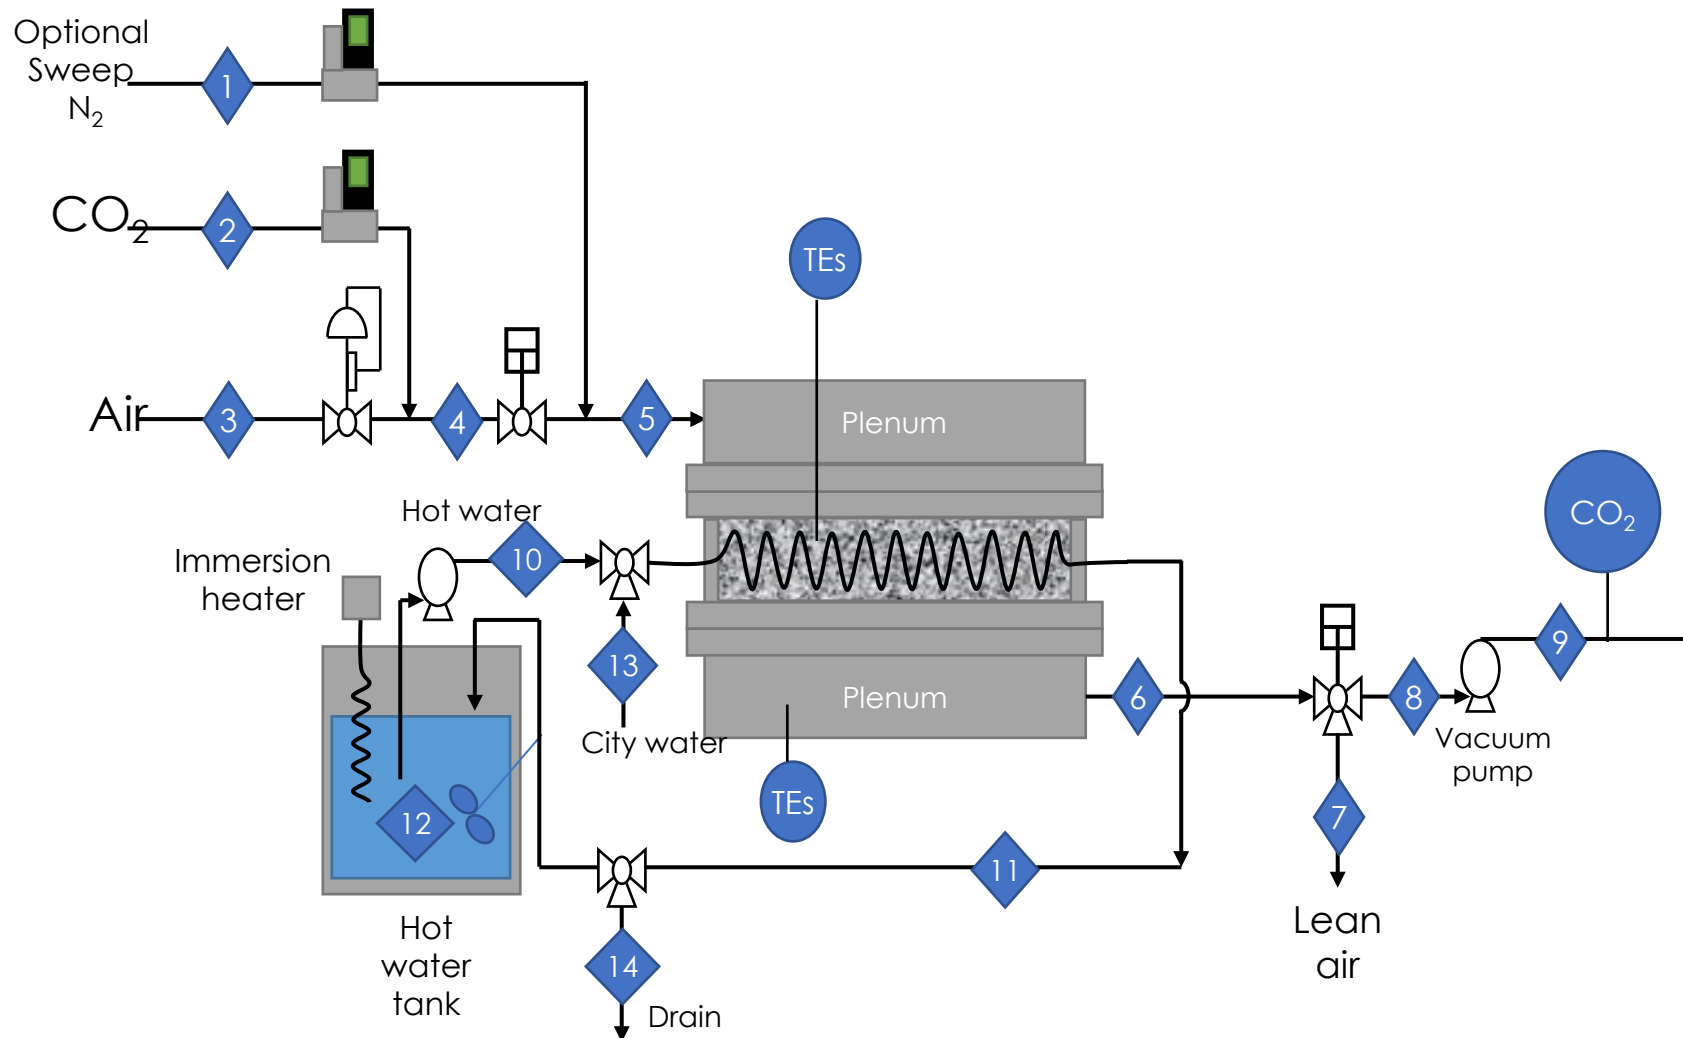 Optional
Sweep
N₂
1
CO₂
2
TEs
Air
3
4
5
Plenum
Hot water
10
CO₂
Immersion
heater
13
9
City water
Plenum
6
8
Vacuum
pump
12
TEs
7
11
Lean
air
Hot
water
tank
14
Drain